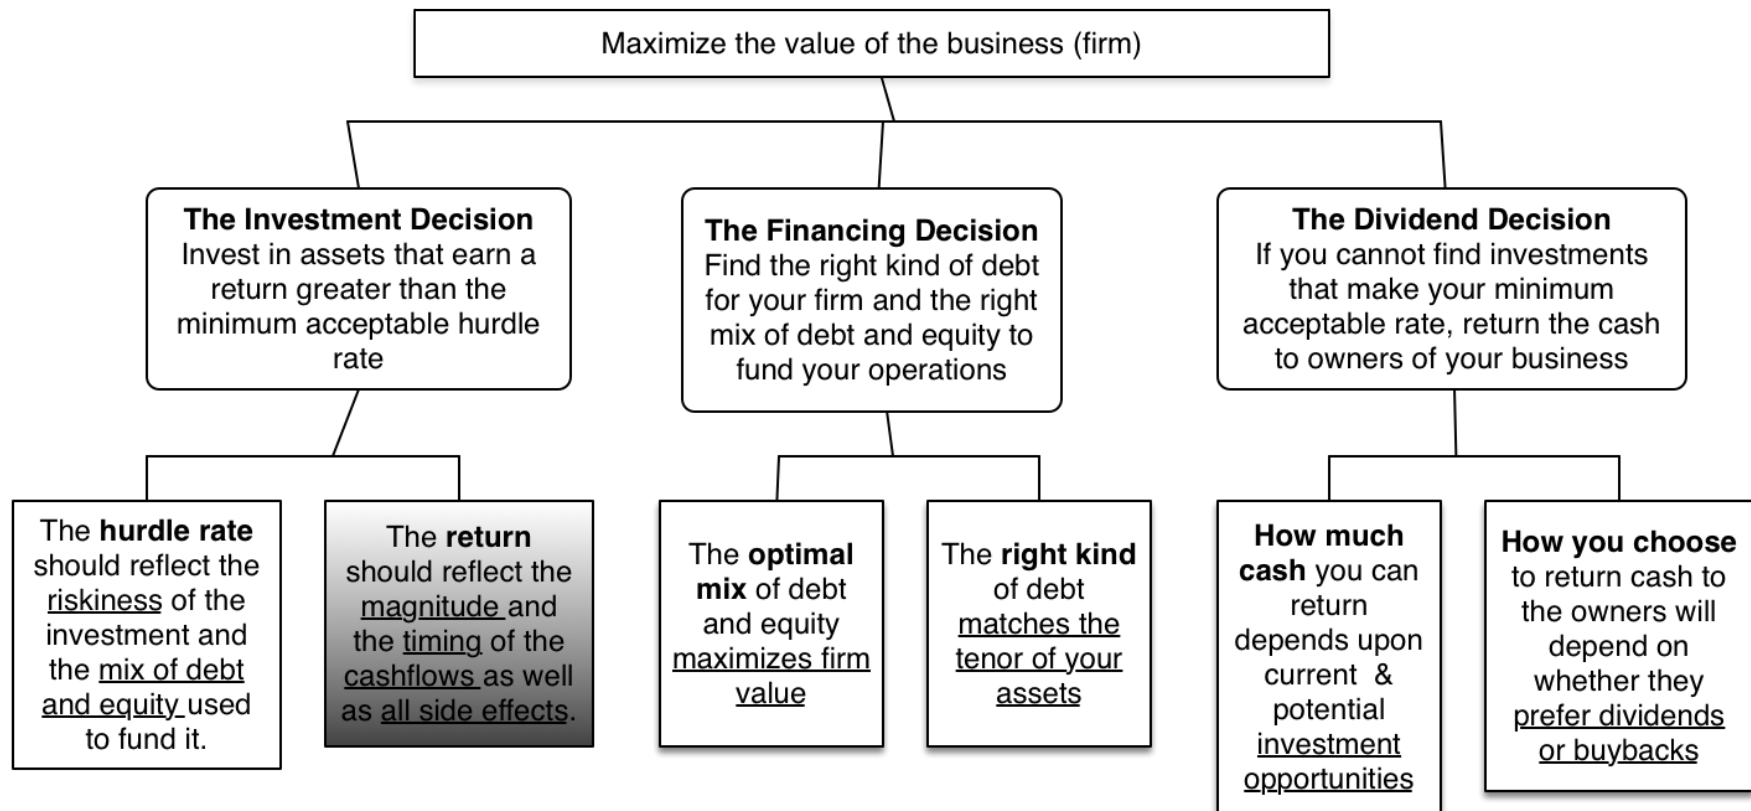 Maximize the value of the business (firm)
The Investment Decision
Invest in assets that earn a
return greater than the
minimum acceptable hurdle
rate
The Financing Decision
Find the right kind of debt
for your firm and the right
mix of debt and equity to
fund your operations
The Dividend Decision
If you cannot find investments
that make your minimum
acceptable rate, return the cash
to owners of your business
The hurdle rate
should reflect the
riskiness of the
investment and
the mix of debt
and equity used
to fund it.
The return
should reflect the
magnitude and
the timing of the
cashflows as well
as all side effects.
The optimal
mix of debt
and equity
maximizes firm
value
The right kind
of debt
matches the
tenor of your
assets
How much
cash you can
return
depends upon
current &
potential
investment
opportunities
How you choose
to return cash to
the owners will
depend on
whether they
prefer dividends
or buybacks